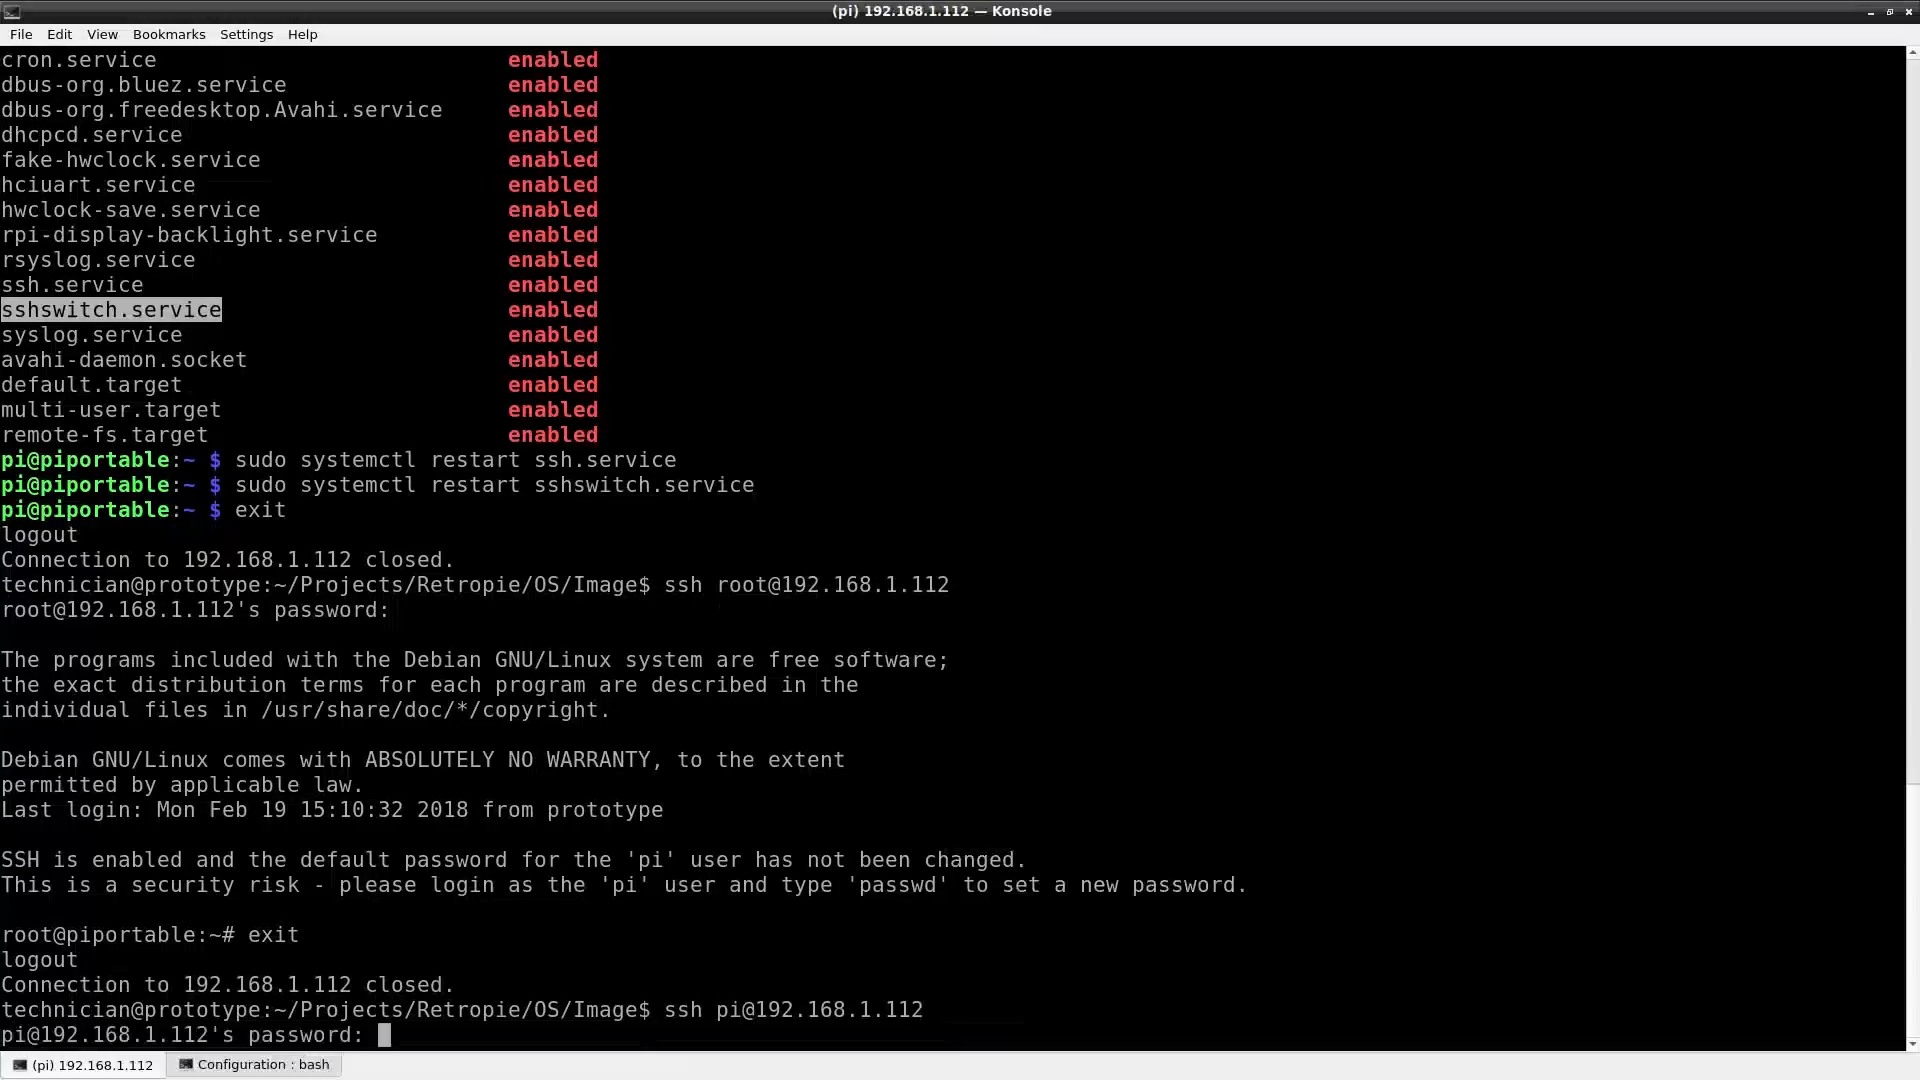 (pi) 192.168.1.112 — Konsole
File Edit View Bookmarks Settings Help
cron.service enabled
dbus-org.bluez.service enabled
dbus-org.freedesktop.Avahi.service enabled
dhcpcd.service enabled
fake-hwclock.service enabled
hciuart.service enabled
hwclock-save.service enabled
rpi-display-backlight.service enabled
rsyslog.service enabled
ssh.service enabled
sshswitch.service enabled
syslog.service enabled
avahi-daemon.socket enabled
default.target enabled
multi-user.target enabled
remote-fs.target enabled
pi@piportable:~ $ sudo systemctl restart ssh.service
pi@piportable:~ $ sudo systemctl restart sshswitch.service
pi@piportable:~ $ exit
logout
Connection to 192.168.1.112 closed.
technician@prototype:~/Projects/Retropie/OS/Image$ ssh root@192.168.1.112
root@192.168.1.112's password:
The programs included with the Debian GNU/Linux system are free software;
the exact distribution terms for each program are described in the
individual files in /usr/share/doc/*/copyright.
Debian GNU/Linux comes with ABSOLUTELY NO WARRANTY, to the extent
permitted by applicable law.
Last login: Mon Feb 19 15:10:32 2018 from prototype
SSH is enabled and the default password for the 'pi' user has not been changed.
This is a security risk - please login as the 'pi' user and type 'passwd' to set a new password.
root@piportable:~# exit
logout
Connection to 192.168.1.112 closed.
technician@prototype:~/Projects/Retropie/OS/Image$ ssh pi@192.168.1.112
pi@192.168.1.112's password:
(pi) 192.168.1.112 Configuration : bash